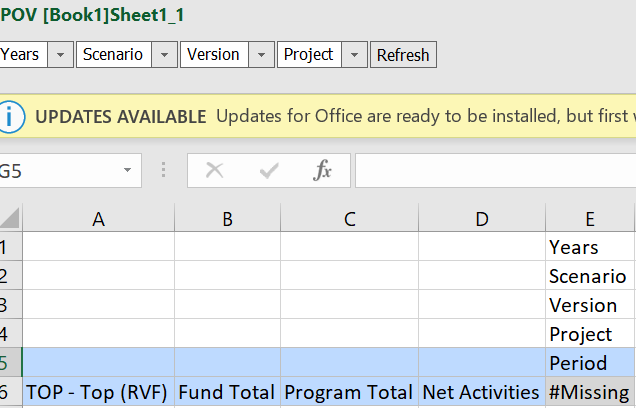 POV [Book1]Sheet1_1
Years Scenario Version Project Refresh
UPDATES AVAILABLE Updates for Office are ready to be installed, but first
G5 fx
A B C D E
1 Years
2 Scenario
3 Version
4 Project
5 Period
6 TOP - Top (RVF) Fund Total Program Total Net Activities #Missing